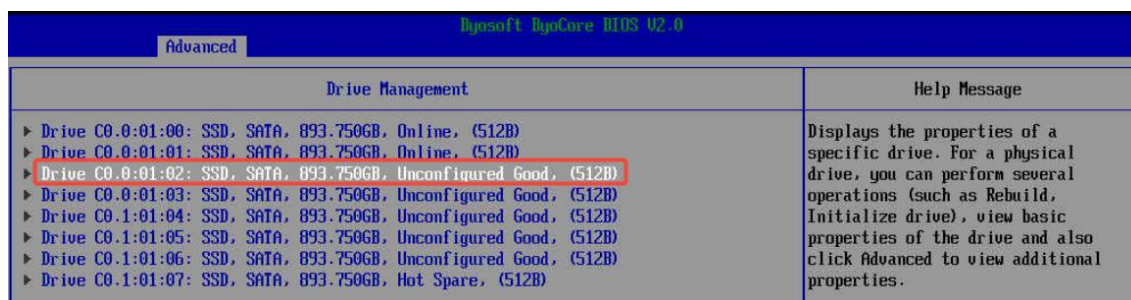 Byosoft ByoCore BIOS V2.0
Advanced
Drive Management
Help Message
Drive C0.0:01:00: SSD, SATA, 893.750GB, Online, (512B)
Drive C0.0:01:01: SSD, SATA, 893.750GB, Online, (512B)
Drive C0.0:01:02: SSD, SATA, 893.750GB, Unconfigured Good, (512B)
Drive C0.0:01:03: SSD, SATA, 893.750GB, Unconfigured Good, (512B)
Drive C0.1:01:04: SSD, SATA, 893.750GB, Unconfigured Good, (512B)
Drive C0.1:01:05: SSD, SATA, 893.750GB, Unconfigured Good, (512B)
Drive C0.1:01:06: SSD, SATA, 893.750GB, Unconfigured Good, (512B)
Drive C0.1:01:07: SSD, SATA, 893.750GB, Hot Spare, (512B)
Displays the properties of a
specific drive. For a physical
drive, you can perform several
operations (such as Rebuild,
Initialize drive), view basic
properties of the drive and also
click Advanced to view additional
properties.